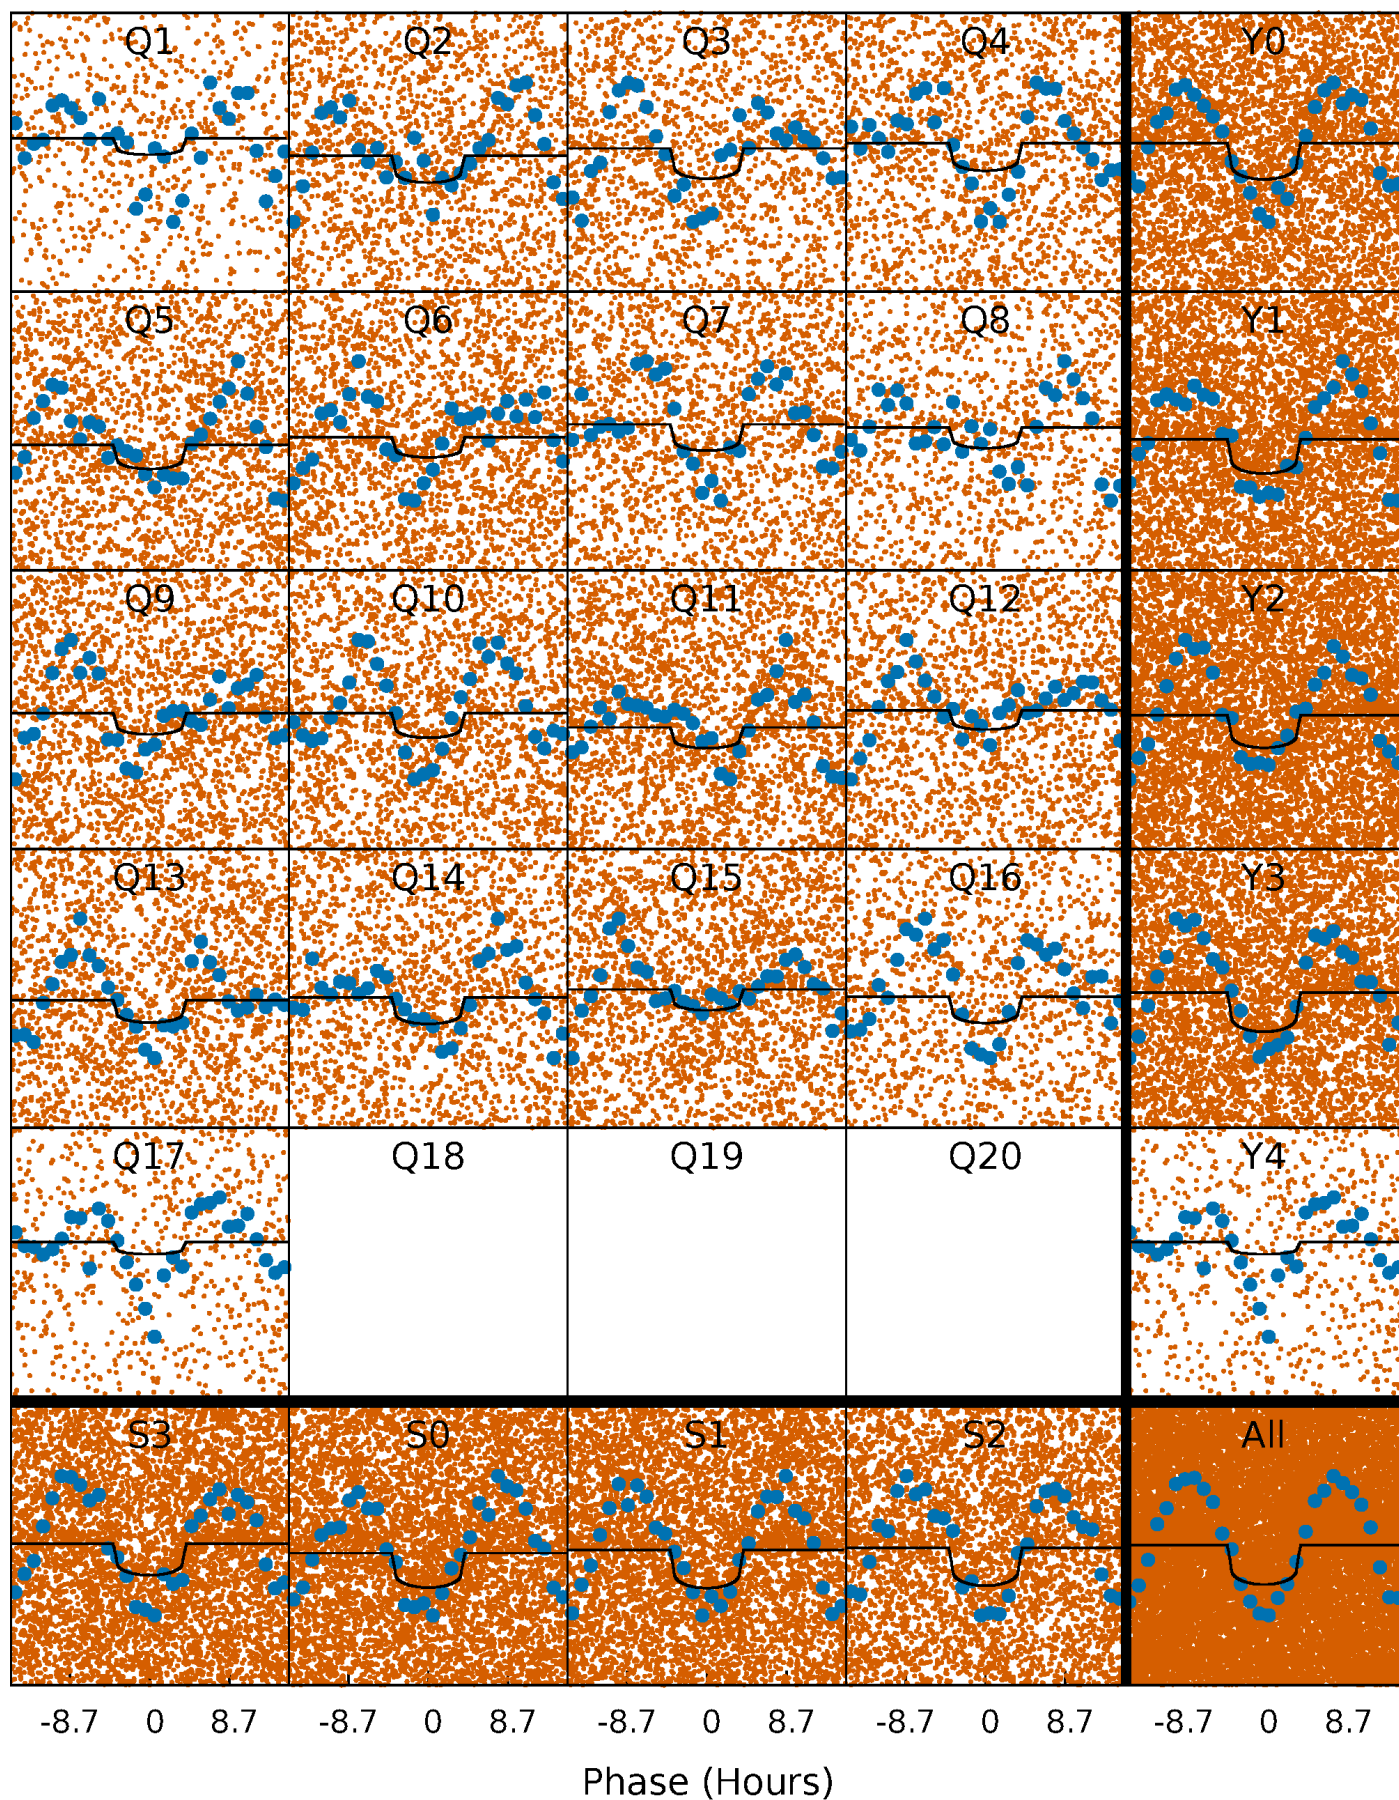 Q1 Q2 Q3 Q4 Y0
Q5 Q6 Q7 Q8 Y1
Q9 Q10 Q11 Q12 Y2
Q13 Q14 Q15 Q16 Y3
Q17 Q18 Q19 Q20 Y4
S3 S0 S1 S2 All
-8.7 0 8.7 -8.7 0 8.7 -8.7 0 8.7 -8.7 0 8.7 -8.7 0 8.7
Phase (Hours)